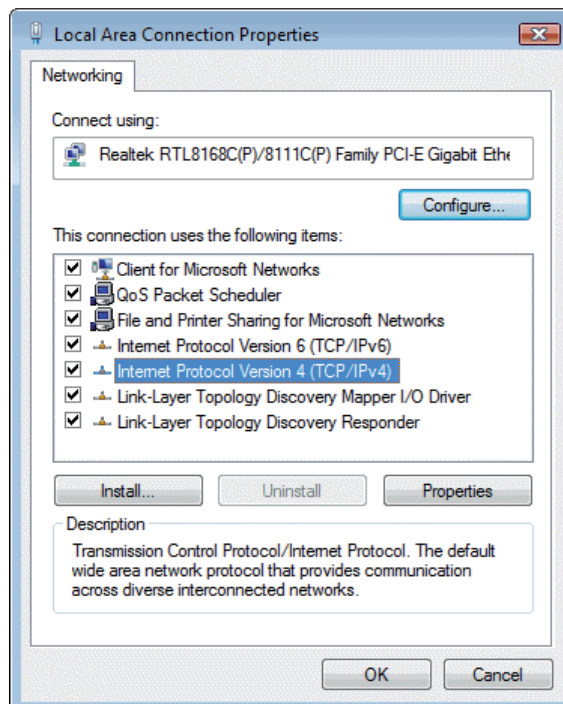 Local Area Connection Properties
Networking
Connect using:
Realtek RTL8168C(P)/8111C(P) Family PCI-E Gigabit Ethe
Configure...
This connection uses the following items:
Client for Microsoft Networks
QoS Packet Scheduler
File and Printer Sharing for Microsoft Networks
Internet Protocol Version 6 (TCP/IPv6)
Internet Protocol Version 4 (TCP/IPv4)
Link-Layer Topology Discovery Mapper I/O Driver
Link-Layer Topology Discovery Responder
Install... Uninstall Properties
Description
Transmission Control Protocol/Internet Protocol. The default
wide area network protocol that provides communication
across diverse interconnected networks.
OK Cancel